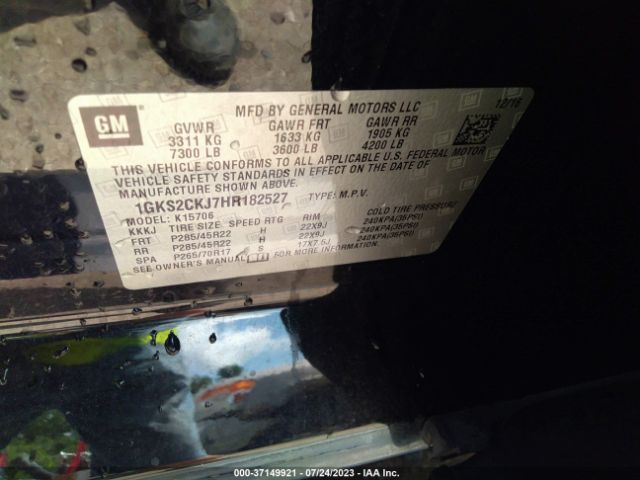 GM
MFD BY GENERAL MOTORS LLC 12/16
GVWR GAWR FRT GAWR RR
3311 KG 1633 KG 1905 KG
7300 LB 3600 LB 4200 LB
THIS VEHICLE CONFORMS TO ALL APPLICABLE U.S. FEDERAL MOTOR
VEHICLE SAFETY STANDARDS IN EFFECT ON THE DATE OF
MANUFACTURE SHOWN ABOVE.
1GKS2CKJ7HR182527 TYPE: M.P.V.
MODEL: K15706
KKKJ TIRE SIZE SPEED RTG RIM COLD TIRE PRESSURE
FRT P285/45R22 H 22X9J 240KPA(35PSI)
RR P285/45R22 H 22X9J 240KPA(35PSI)
SPA P265/70R17 S 17X7.5J 240KPA(35PSI)
SEE OWNER'S MANUAL FOR MORE INFORMATION.
000-37149921 - 07/24/2023 - IAA Inc.